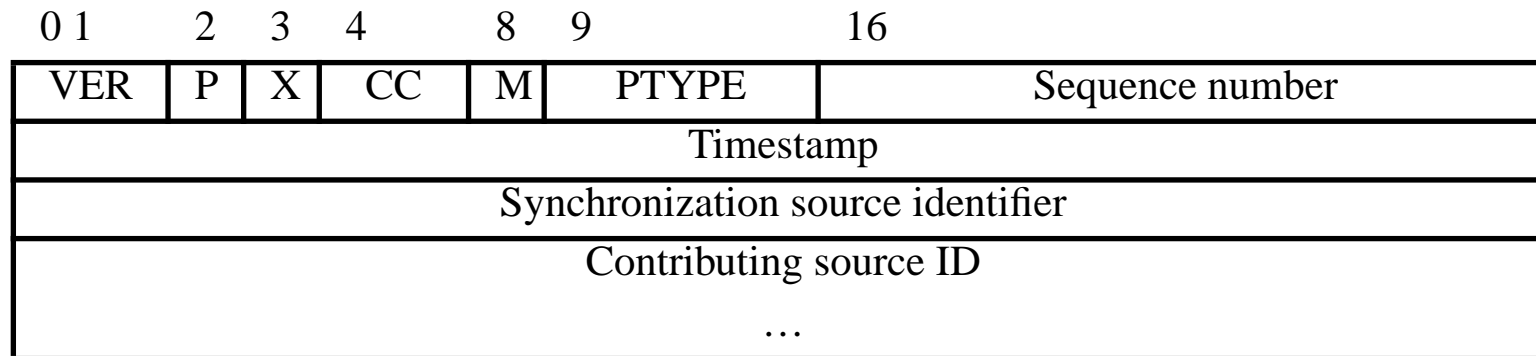 0 1 2 3 4 8 9 16
VER P X CC M PTYPE Sequence number
Timestamp
Synchronization source identifier
Contributing source ID
…